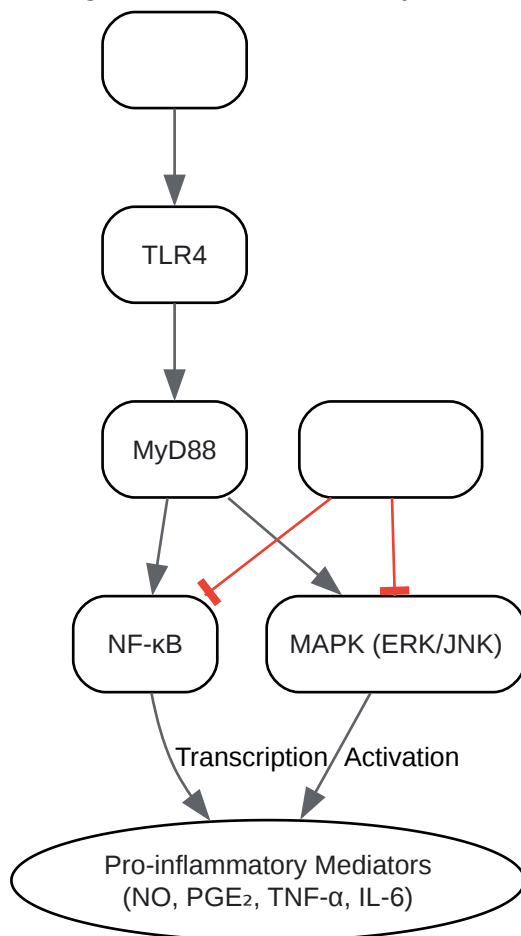 TLR4
MyD88
NF-κB
MAPK (ERK/JNK)
Transcription
Activation
Pro-inflammatory Mediators
(NO, PGE₂, TNF-α, IL-6)